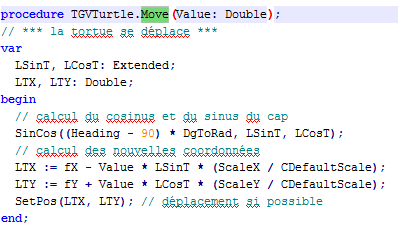 procedure TGVTurtle.Move(Value: Double);
// *** la tortue se déplace ***
var
  LSinT, LCosT: Extended;
  LTX, LTY: Double;
begin
  // calcul du cosinus et du sinus du cap
  SinCos((Heading - 90) * DgToRad, LSinT, LCosT);
  // calcul des nouvelles coordonnées
  LTX := fX - Value * LSinT * (ScaleX / CDefaultScale);
  LTY := fY + Value * LCosT * (ScaleY / CDefaultScale);
  SetPos(LTX, LTY); // déplacement si possible
end;